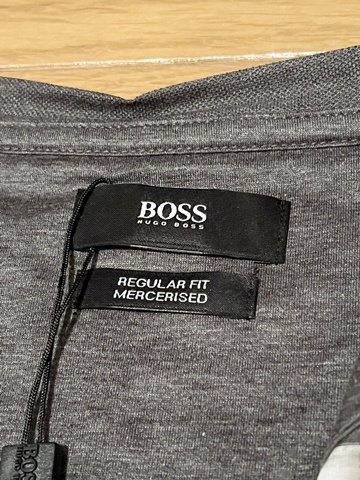 BOSS
HUGO BOSS
REGULAR FIT
MERCERISED